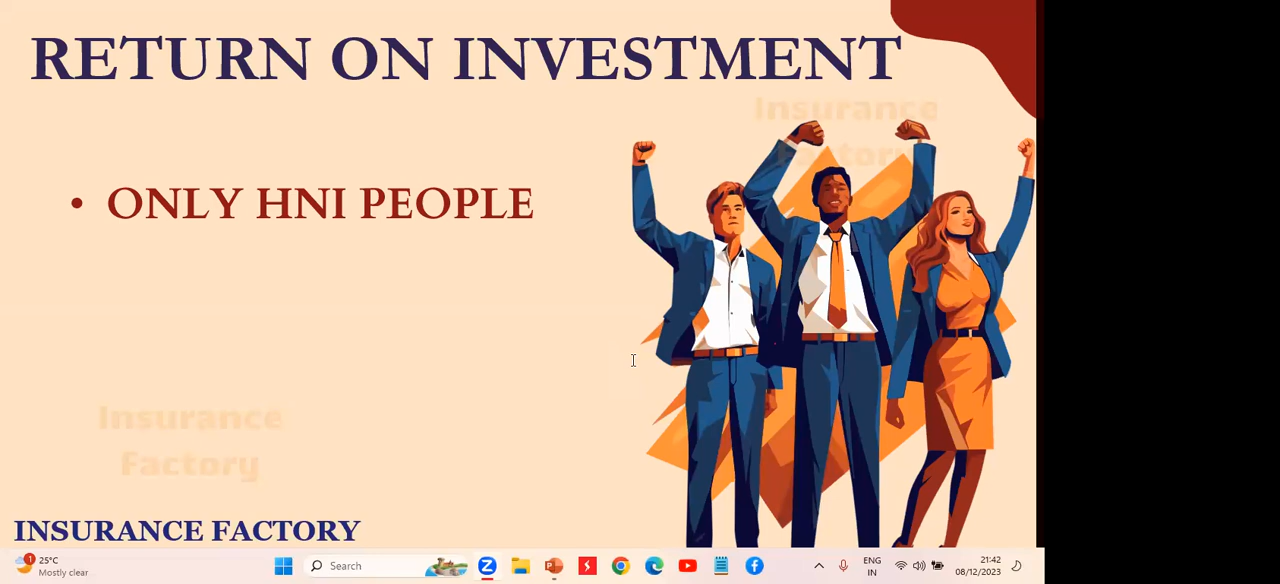 RETURN ON INVESTMENT
Insurance
Factory
• ONLY HNI PEOPLE
Insurance
Factory
INSURANCE FACTORY
1
25°C
Mostly clear
Search
ENG
IN
21:42
08/12/2023